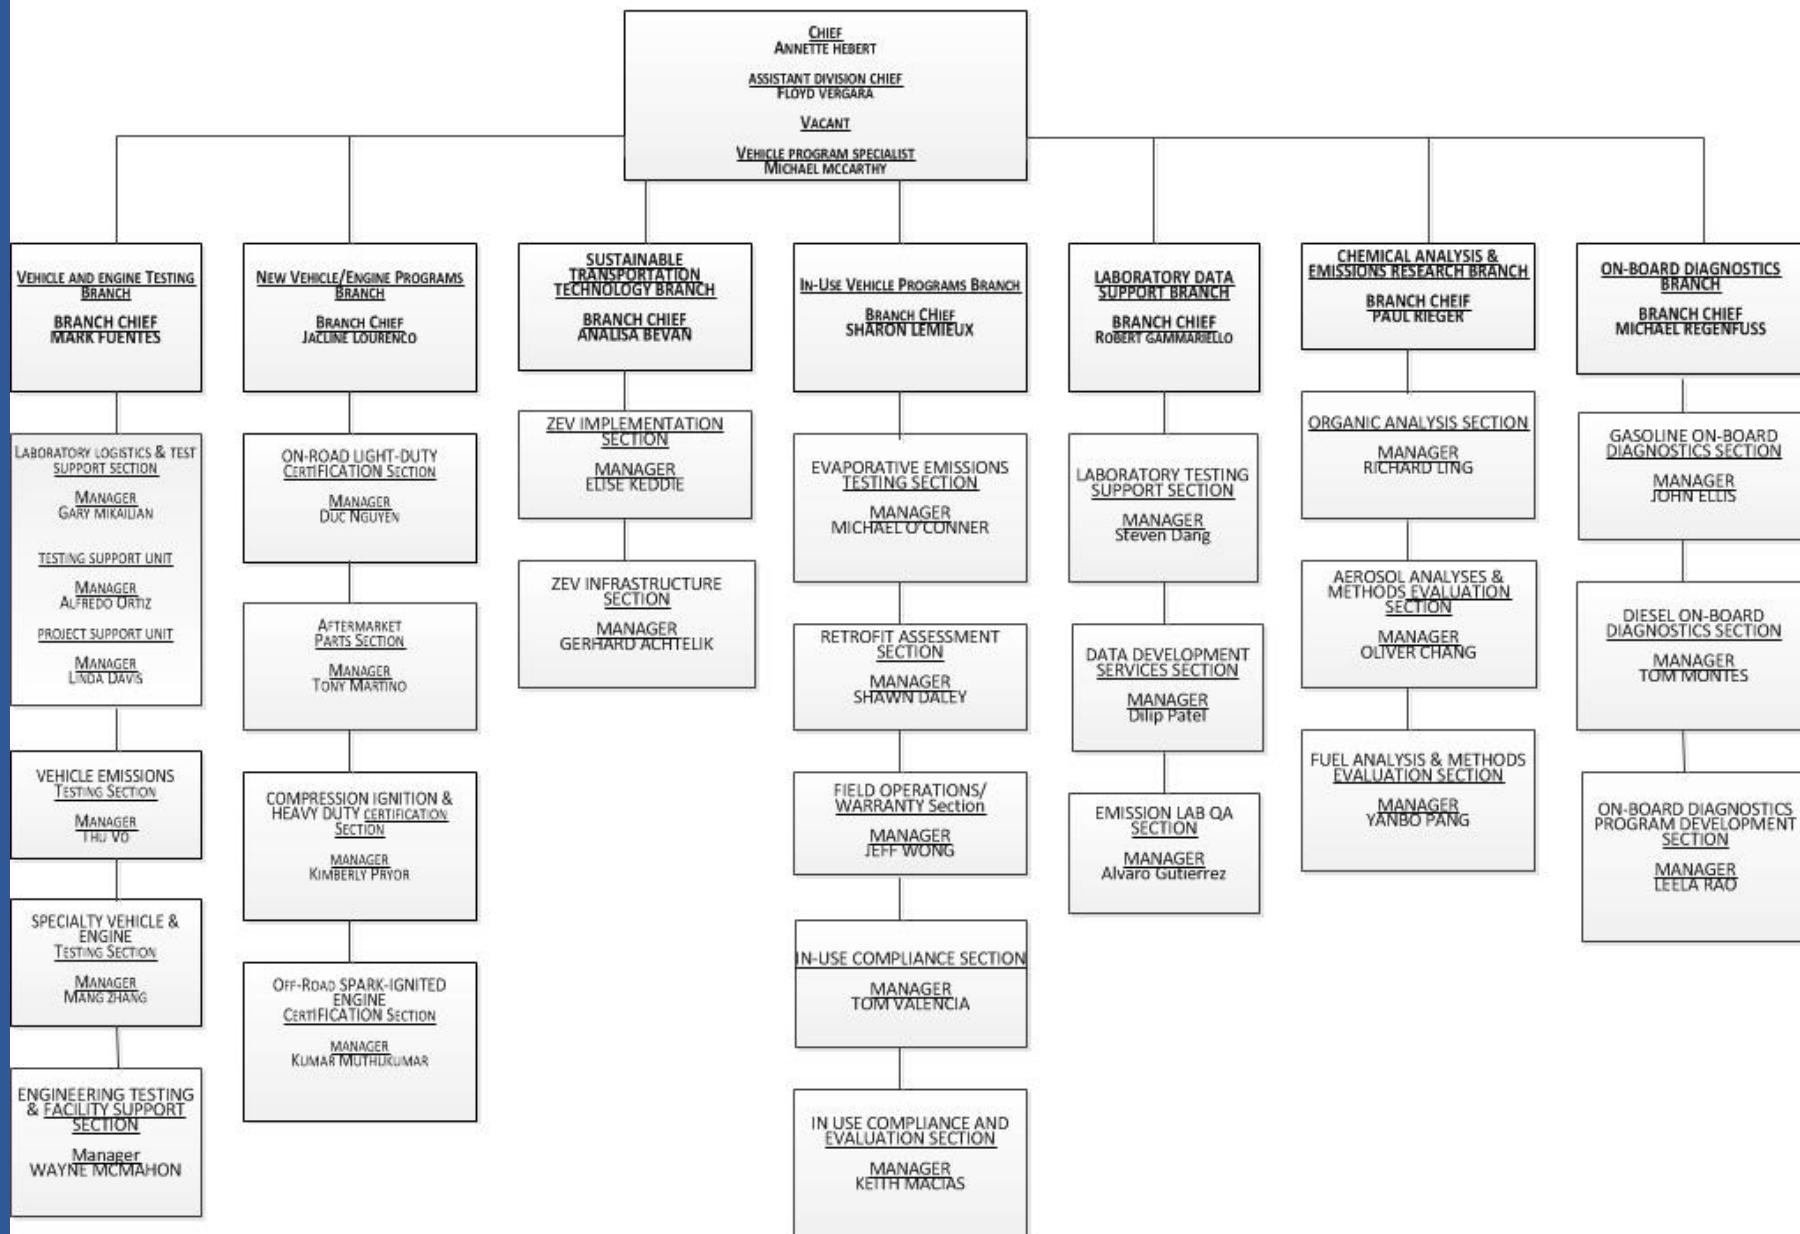 CHIEF
ANNETTE HEBERT
ASSISTANT DIVISION CHIEF
FLOYD VERGARA
VACANT
VEHICLE PROGRAM SPECIALIST
MICHAEL MCCARTHY
VEHICLE AND ENGINE TESTING
BRANCH
BRANCH CHIEF
MARK FUENTES
LABORATORY LOGISTICS & TEST
SUPPORT SECTION
MANAGER
GARY MIKAILIAN
TESTING SUPPORT UNIT
MANAGER
ALFREDO ORTIZ
PROJECT SUPPORT UNIT
MANAGER
LINDA DAVIS
VEHICLE EMISSIONS
TESTING SECTION
MANAGER
THU VO
SPECIALTY VEHICLE &
ENGINE
TESTING SECTION
MANAGER
MANG ZHANG
ENGINEERING TESTING
& FACILITY SUPPORT
SECTION
Manager
WAYNE MCMAHON
NEW VEHICLE/ENGINE PROGRAMS
BRANCH
BRANCH CHIEF
JACLINE LOURENCO
ON-ROAD LIGHT-DUTY
CERTIFICATION SECTION
MANAGER
DUC NGUYEN
AFTERMARKET
PARTS SECTION
MANAGER
TONY MARTINO
COMPRESSION IGNITION &
HEAVY DUTY CERTIFICATION
SECTION
MANAGER
KIMBERLY PRYOR
OFF-ROAD SPARK-IGNITED
ENGINE
CERTIFICATION SECTION
MANAGER
KUMAR MUTHUKUMAR
SUSTAINABLE
TRANSPORTATION
TECHNOLOGY BRANCH
BRANCH CHIEF
ANALISA BEVAN
ZEV IMPLEMENTATION
SECTION
MANAGER
ELISE KEDDIE
ZEV INFRASTRUCTURE
SECTION
MANAGER
GERHARD ACHTELIK
IN-USE VEHICLE PROGRAMS BRANCH
BRANCH CHIEF
SHARON LEMIEUX
EVAPORATIVE EMISSIONS
TESTING SECTION
MANAGER
MICHAEL O'CONNER
RETROFIT ASSESSMENT
SECTION
MANAGER
SHAWN DALEY
FIELD OPERATIONS/
WARRANTY Section
MANAGER
JEFF WONG
IN-USE COMPLIANCE SECTION
MANAGER
TOM VALENCIA
IN USE COMPLIANCE AND
EVALUATION SECTION
MANAGER
KEITH MACIAS
LABORATORY DATA
SUPPORT BRANCH
BRANCH CHIEF
ROBERT GAMMARIELLO
LABORATORY TESTING
SUPPORT SECTION
MANAGER
Steven Dang
DATA DEVELOPMENT
SERVICES SECTION
MANAGER
Dilip Patel
EMISSION LAB QA
SECTION
MANAGER
Alvaro Gutierrez
CHEMICAL ANALYSIS &
EMISSIONS RESEARCH BRANCH
BRANCH CHEIF
PAUL RIEGER
ORGANIC ANALYSIS SECTION
MANAGER
RICHARD LING
AEROSOL ANALYSES &
METHODS EVALUATION
SECTION
MANAGER
OLIVER CHANG
FUEL ANALYSIS & METHODS
EVALUATION SECTION
MANAGER
YANBO PANG
ON-BOARD DIAGNOSTICS
BRANCH
BRANCH CHIEF
MICHAEL REGENFUSS
GASOLINE ON-BOARD
DIAGNOSTICS SECTION
MANAGER
JOHN ELLIS
DIESEL ON-BOARD
DIAGNOSTICS SECTION
MANAGER
TOM MONTES
ON-BOARD DIAGNOSTICS
PROGRAM DEVELOPMENT
SECTION
MANAGER
LEELA RAO